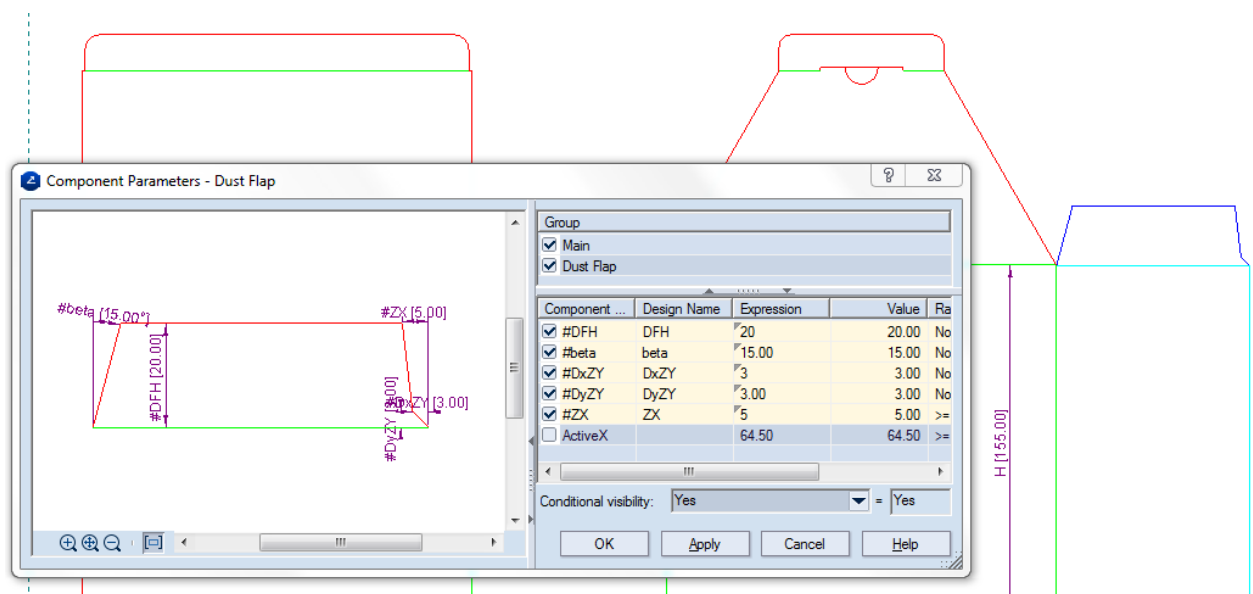 Component Parameters - Dust Flap
Group
Main
Dust Flap
#beta [15.00°]
#ZX [5.00]
#DFH [20.00]
#DxZY [3.00]
#DyZY [3.00]
Component ... Design Name Expression Value Ra
#DFH DFH 20 20.00 No
#beta beta 15.00 15.00 No
#DxZY DxZY 3 3.00 No
#DyZY DyZY 3.00 3.00 No
#ZX ZX 5 5.00 >=
ActiveX 64.50 64.50 >=
Conditional visibility: Yes = Yes
OK Apply Cancel Help
H [155.00]